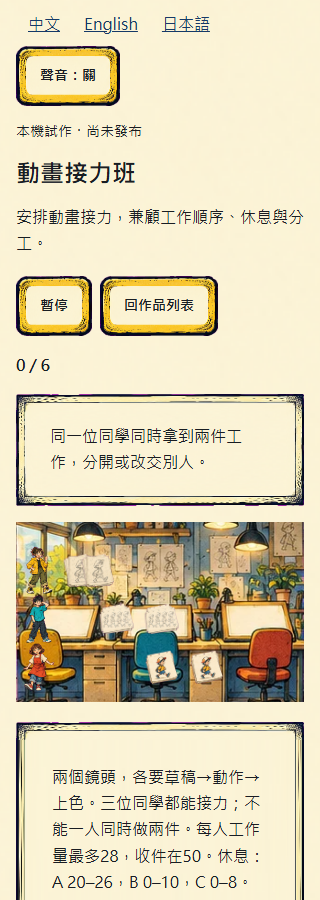 中文 English 日本語
聲音：關
本機試作・尚未發布
動畫接力班
安排動畫接力，兼顧工作順序、休息與分
工。
暫停 回作品列表
0 / 6
同一位同學同時拿到兩件工
作，分開或改交別人。
兩個鏡頭，各要草稿→動作→
上色。三位同學都能接力；不
能一人同時做兩件。每人工作
量最多28，收件在50。休息：
A 20–26，B 0–10，C 0–8。